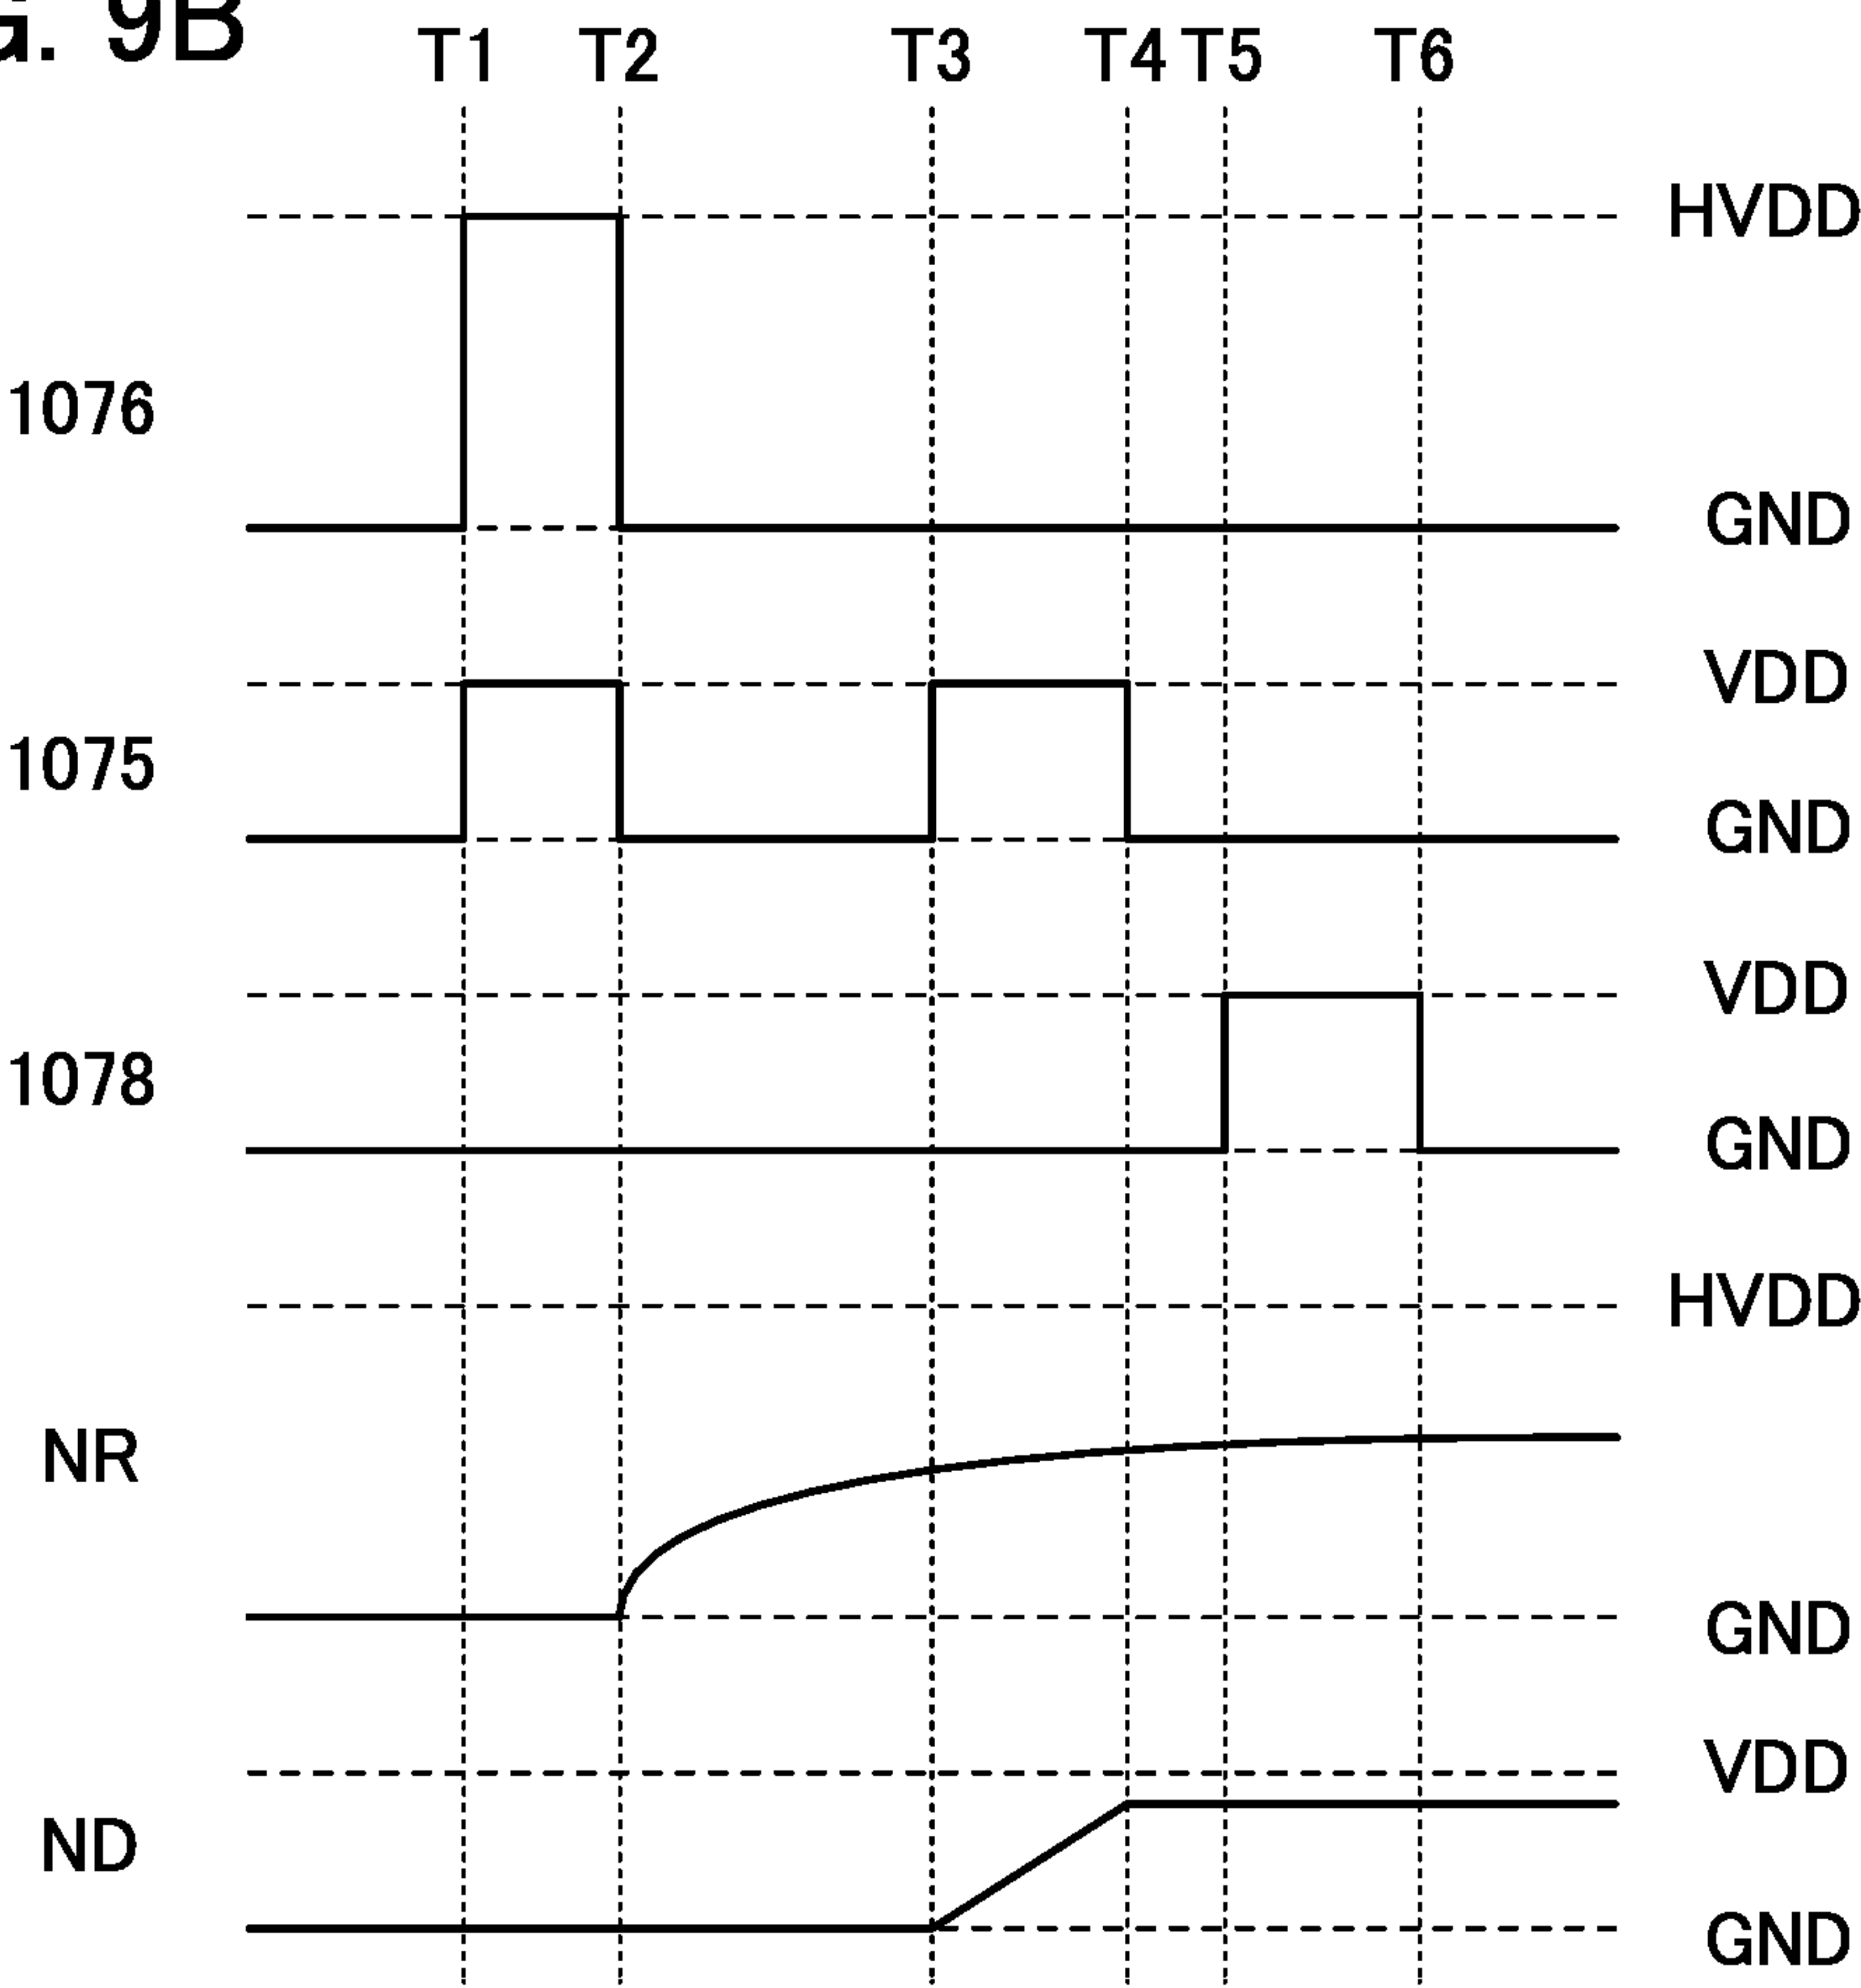 G. 9B
T1 T2 T3 T4 T5 T6
HVDD
1076
GND
VDD
1075
GND
VDD
1078
GND
HVDD
NR
GND
VDD
ND
GND